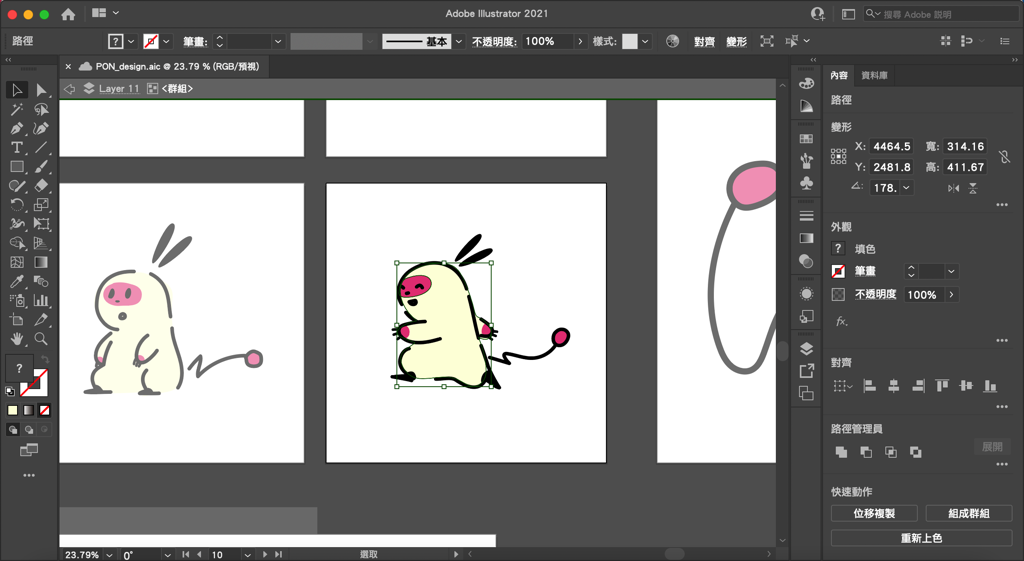 Adobe Illustrator 2021
搜尋 Adobe 說明
路徑
?
筆畫:
基本
不透明度: 100%
樣式:
對齊
變形
× PON_design.aic @ 23.79 % (RGB/預視)
Layer 11 <群組>
內容 資料庫
路徑
變形
X: 4464.5 寬: 314.16
Y: 2481.8 高: 411.67
178.
外觀
? 填色
筆畫
不透明度 100%
fx.
對齊
路徑管理員
展開
快速動作
位移複製 組成群組
重新上色
?
23.79% 0° 10 選取